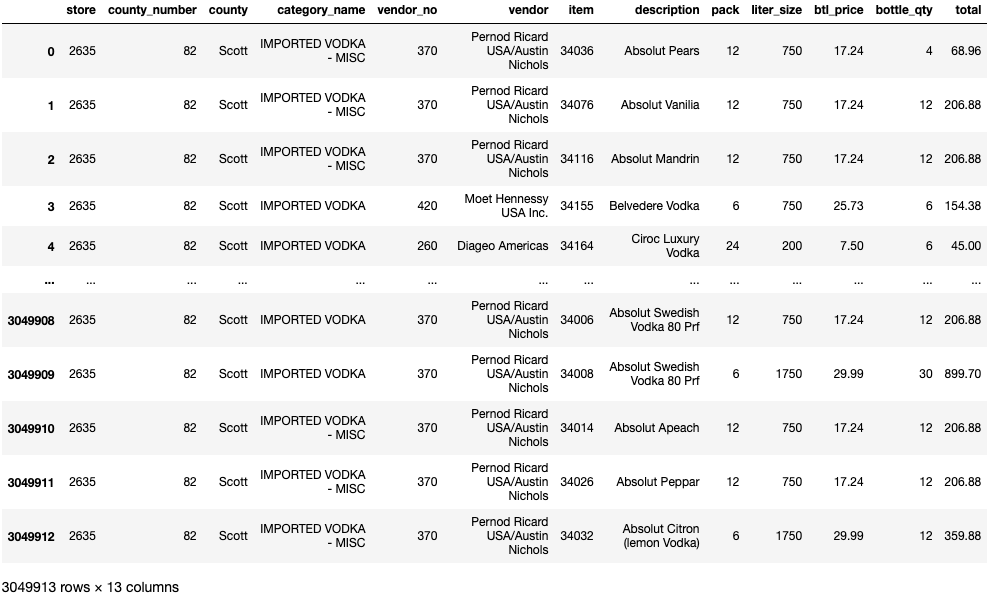 store county_number county category_name vendor_no vendor item description pack liter_size btl_price bottle_qty total
0 2635 82 Scott IMPORTED VODKA - MISC 370 Pernod Ricard USA/Austin Nichols 34036 Absolut Pears 12 750 17.24 4 68.96
1 2635 82 Scott IMPORTED VODKA - MISC 370 Pernod Ricard USA/Austin Nichols 34076 Absolut Vanilia 12 750 17.24 12 206.88
2 2635 82 Scott IMPORTED VODKA - MISC 370 Pernod Ricard USA/Austin Nichols 34116 Absolut Mandrin 12 750 17.24 12 206.88
3 2635 82 Scott IMPORTED VODKA 420 Moet Hennessy USA Inc. 34155 Belvedere Vodka 6 750 25.73 6 154.38
4 2635 82 Scott IMPORTED VODKA 260 Diageo Americas 34164 Ciroc Luxury Vodka 24 200 7.50 6 45.00
... ... ... ... ... ... ... ... ... ... ... ... ... ...
3049908 2635 82 Scott IMPORTED VODKA 370 Pernod Ricard USA/Austin Nichols 34006 Absolut Swedish Vodka 80 Prf 12 750 17.24 12 206.88
3049909 2635 82 Scott IMPORTED VODKA 370 Pernod Ricard USA/Austin Nichols 34008 Absolut Swedish Vodka 80 Prf 6 1750 29.99 30 899.70
3049910 2635 82 Scott IMPORTED VODKA - MISC 370 Pernod Ricard USA/Austin Nichols 34014 Absolut Apeach 12 750 17.24 12 206.88
3049911 2635 82 Scott IMPORTED VODKA - MISC 370 Pernod Ricard USA/Austin Nichols 34026 Absolut Peppar 12 750 17.24 12 206.88
3049912 2635 82 Scott IMPORTED VODKA - MISC 370 Pernod Ricard USA/Austin Nichols 34032 Absolut Citron (lemon Vodka) 6 1750 29.99 12 359.88
3049913 rows × 13 columns